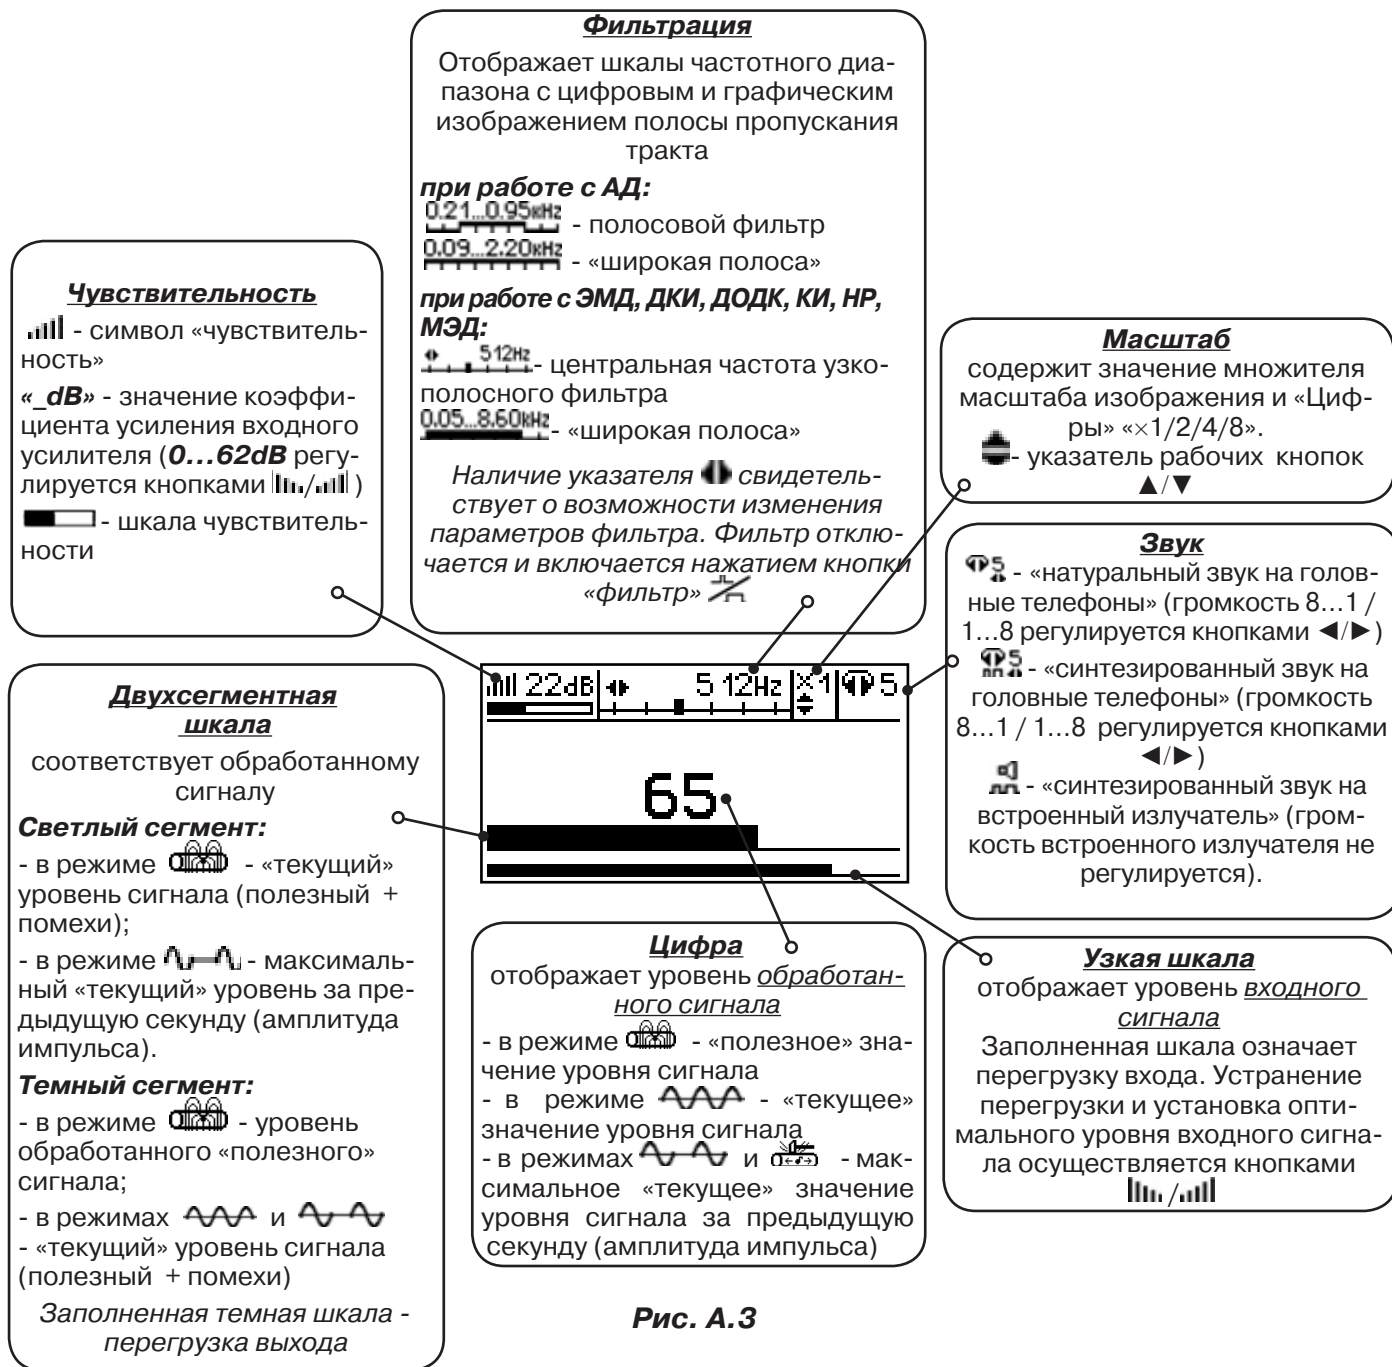 Фильтрация
Отображает шкалы частотного диа-
пазона с цифровым и графическим
изображением полосы пропускания
тракта
при работе с АД:
0.21...0.95кHz - полосовой фильтр
0.09...2.20кHz - «широкая полоса»
при работе с ЭМД, ДКИ, ДОДК, КИ, НР,
МЭД:
512Hz - центральная частота узко-
полосного фильтра
0.05...8.60кHz - «широкая полоса»
Наличие указателя ◀▶ свидетель-
ствует о возможности изменения
параметров фильтра. Фильтр отклю-
чается и включается нажатием кнопки
«фильтр»
Чувствительность
- символ «чувствитель-
ность»
«_dB» - значение коэффи-
циента усиления входного
усилителя (0...62dB регу-
лируется кнопками / )
- шкала чувствитель-
ности
Масштаб
содержит значение множителя
масштаба изображения и «Циф-
ры» «×1/2/4/8».
- указатель рабочих кнопок
▲/▼
Звук
5 - «натуральный звук на голов-
ные телефоны» (громкость 8...1 /
1...8 регулируется кнопками ◄/►)
5 - «синтезированный звук на
головные телефоны» (громкость
8...1 / 1...8 регулируется кнопками
◄/►)
- «синтезированный звук на
встроенный излучатель» (гром-
кость встроенного излучателя не
регулируется).
22dB 512Hz ×1 5
65
Двухсегментная
шкала
соответствует обработанному
сигналу
Светлый сегмент:
- в режиме - «текущий»
уровень сигнала (полезный +
помехи);
- в режиме - максималь-
ный «текущий» уровень за пре-
дыдущую секунду (амплитуда
импульса).
Темный сегмент:
- в режиме - уровень
обработанного «полезного»
сигнала;
- в режимах и
- «текущий» уровень сигнала
(полезный + помехи)
Заполненная темная шкала -
перегрузка выхода
Цифра
отображает уровень обработан-
ного сигнала
- в режиме - «полезное» зна-
чение уровня сигнала
- в режиме - «текущее»
значение уровня сигнала
- в режимах и - мак-
симальное «текущее» значение
уровня сигнала за предыдущую
секунду (амплитуда импульса)
Узкая шкала
отображает уровень входного
сигнала
Заполненная шкала означает
перегрузку входа. Устранение
перегрузки и установка опти-
мального уровня входного сигна-
ла осуществляется кнопками
/
Рис. А.3